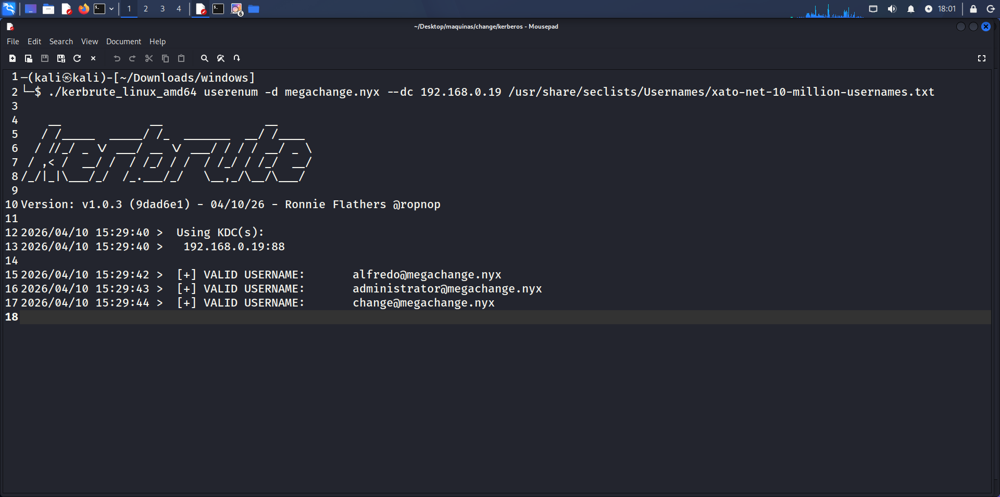 1 2 3 4 6 18:01
~/Desktop/maquinas/change/kerberos - Mousepad
File Edit Search View Document Help
1 ─(kali㉿kali)-[~/Downloads/windows]
2 └─$ ./kerbrute_linux_amd64 userenum -d megachange.nyx --dc 192.168.0.19 /usr/share/seclists/Usernames/xato-net-10-million-usernames.txt
3
4     __             __               __
5    / /_____  _____/ /_  _______  __/ /____
6   / //_/ _ \/ ___/ __ \/ ___/ / / / __/ _ \
7  / ,< /  __/ /  / /_/ / /  / /_/ / /_/  __/
8 /_/|_|\___/_/  /_.___/_/   \__,_/\__/\___/
9
10 Version: v1.0.3 (9dad6e1) - 04/10/26 - Ronnie Flathers @ropnop
11
12 2026/04/10 15:29:40 >  Using KDC(s):
13 2026/04/10 15:29:40 >   192.168.0.19:88
14
15 2026/04/10 15:29:42 >  [+] VALID USERNAME:       alfredo@megachange.nyx
16 2026/04/10 15:29:43 >  [+] VALID USERNAME:       administrator@megachange.nyx
17 2026/04/10 15:29:44 >  [+] VALID USERNAME:       change@megachange.nyx
18